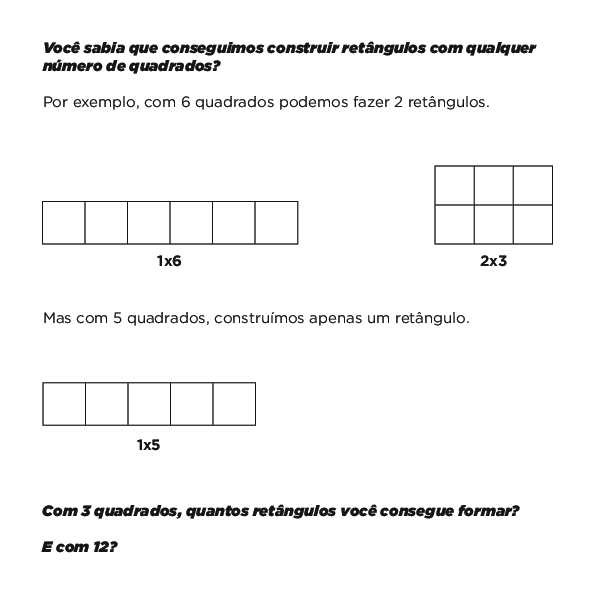 Você sabia que conseguimos construir retângulos com qualquer
número de quadrados?
Por exemplo, com 6 quadrados podemos fazer 2 retângulos.
1x6
2x3
Mas com 5 quadrados, construímos apenas um retângulo.
1x5
Com 3 quadrados, quantos retângulos você consegue formar?
E com 12?